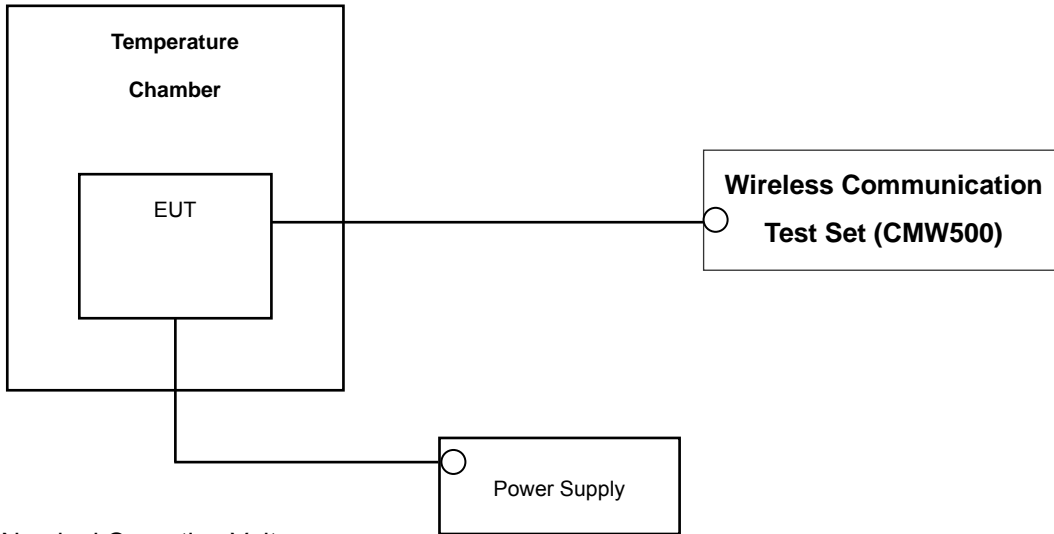 Temperature
Chamber
EUT
Wireless Communication
Test Set (CMW500)
Power Supply